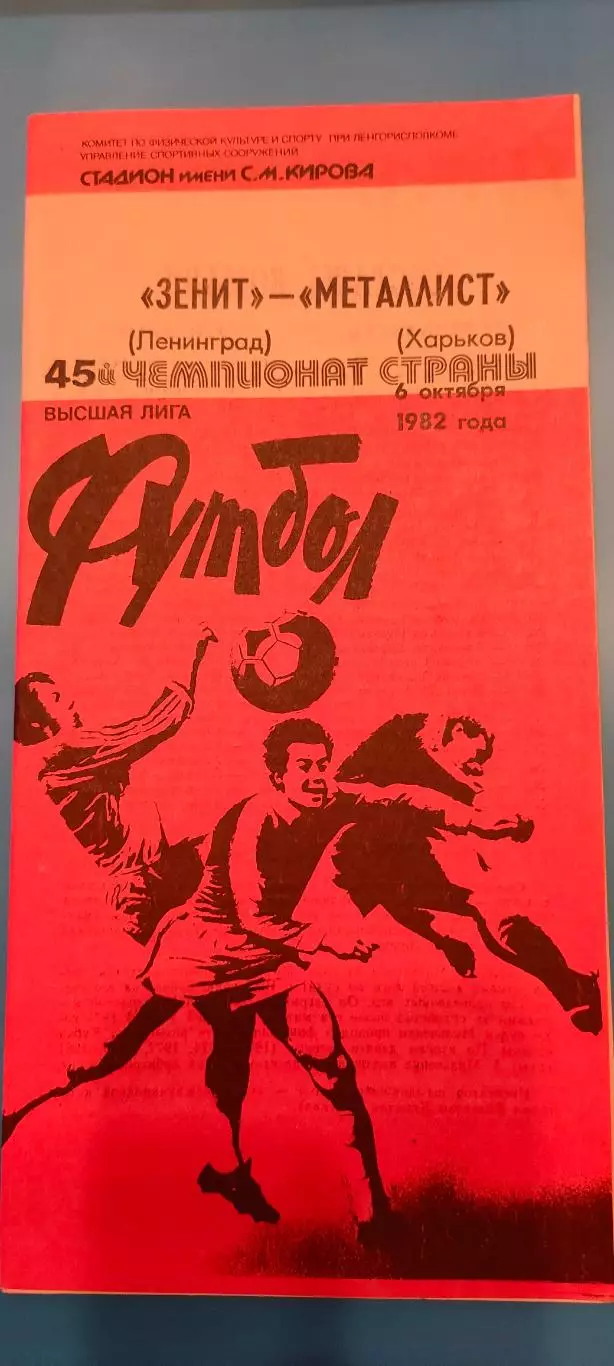 КОМИТЕТ ПО ФИЗИЧЕСКОЙ КУЛЬТУРЕ И СПОРТУ ПРИ ЛЕНГОРИСПОЛКОМЕ
УПРАВЛЕНИЕ СПОРТИВНЫХ СООРУЖЕНИЙ
СТАДИОН ИМЕНИ С.М.КИРОВА
«ЗЕНИТ»—«МЕТАЛЛИСТ»
(Ленинград) (Харьков)
45й ЧЕМПИОНАТ СТРАНЫ
6 октября
ВЫСШАЯ ЛИГА
1982 года
Футбол